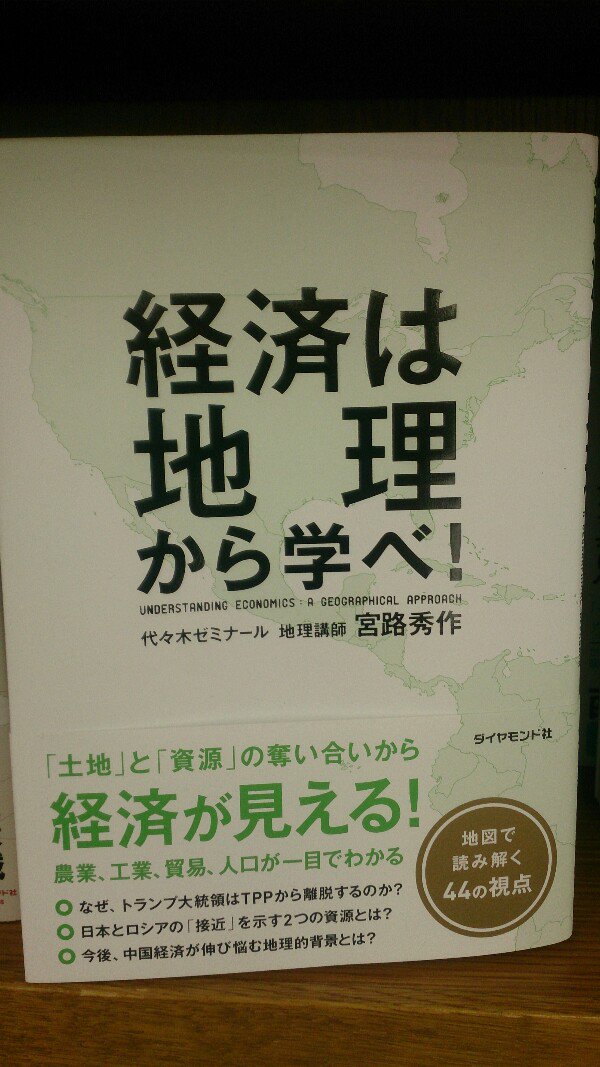 経済は
地理
から学べ!
UNDERSTANDING ECONOMICS : A GEOGRAPHICAL APPROACH
代々木ゼミナール 地理講師 宮路秀作
ダイヤモンド社
「土地」と「資源」の奪い合いから
経済が見える!
農業、工業、貿易、人口が一目でわかる
なぜ、トランプ大統領はTPPから離脱するのか?
日本とロシアの「接近」を示す2つの資源とは?
今後、中国経済が伸び悩む地理的背景とは?
地図で
読み解く
44の視点